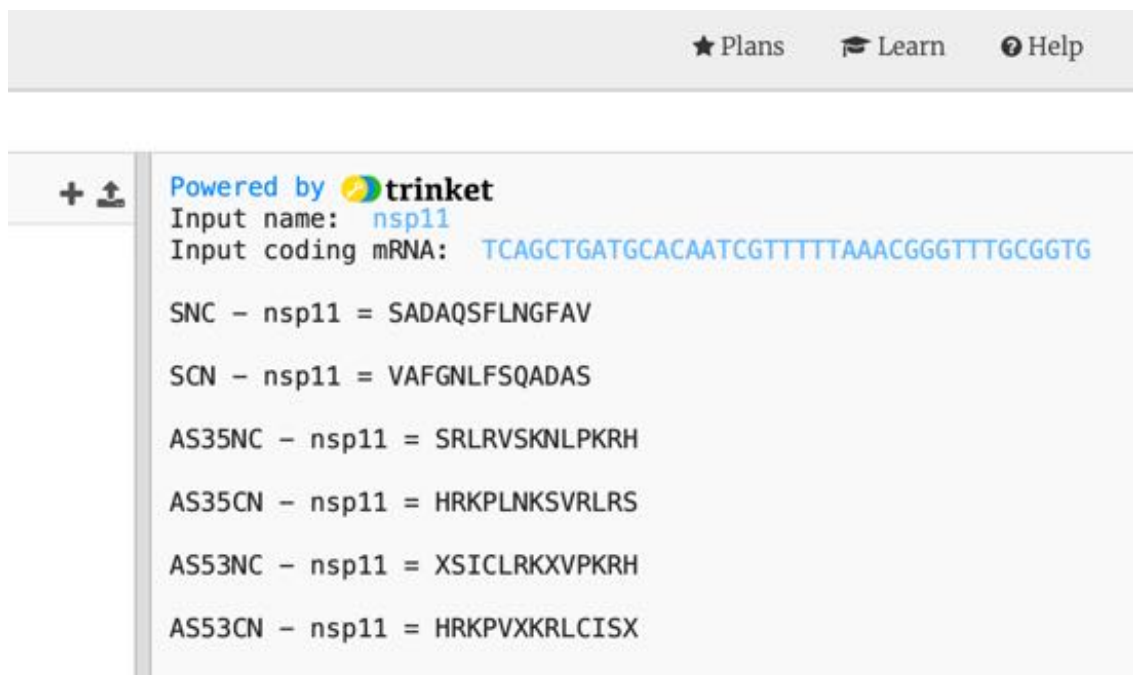 Plans Learn Help
Powered by trinket
Input name: nsp11
Input coding mRNA: TCAGCTGATGCACAATCGTTTTTAAACGGGTTTGCGGTG
SNC – nsp11 = SADAQSFLNGFAV
SCN – nsp11 = VAFGNLFSQADAS
AS35NC – nsp11 = SRLRVSKNLPKRH
AS35CN – nsp11 = HRKPLNKSVRLRS
AS53NC – nsp11 = XSICLRKXVPKRH
AS53CN – nsp11 = HRKPVXKRLCISX